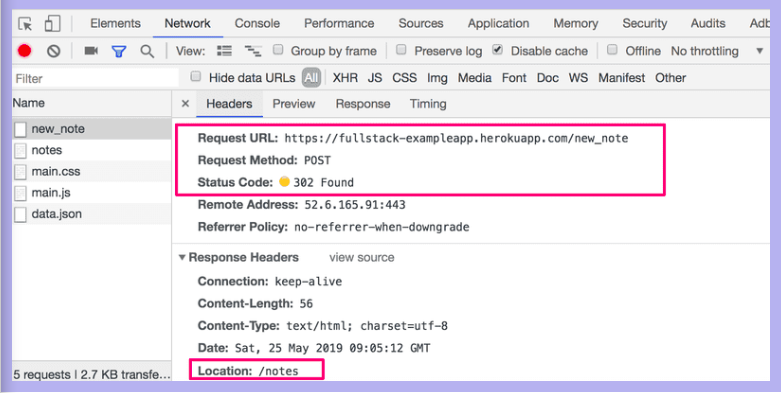 Elements Network Console Performance Sources Application Memory Security Audits Adb
View: Group by frame Preserve log Disable cache Offline No throttling
Filter Hide data URLs All XHR JS CSS Img Media Font Doc WS Manifest Other
Name
new_note
notes
main.css
main.js
data.json
5 requests | 2.7 KB transfe...
× Headers Preview Response Timing
Request URL: https://fullstack-exampleapp.herokuapp.com/new_note
Request Method: POST
Status Code: 302 Found
Remote Address: 52.6.165.91:443
Referrer Policy: no-referrer-when-downgrade
Response Headers view source
Connection: keep-alive
Content-Length: 56
Content-Type: text/html; charset=utf-8
Date: Sat, 25 May 2019 09:05:12 GMT
Location: /notes